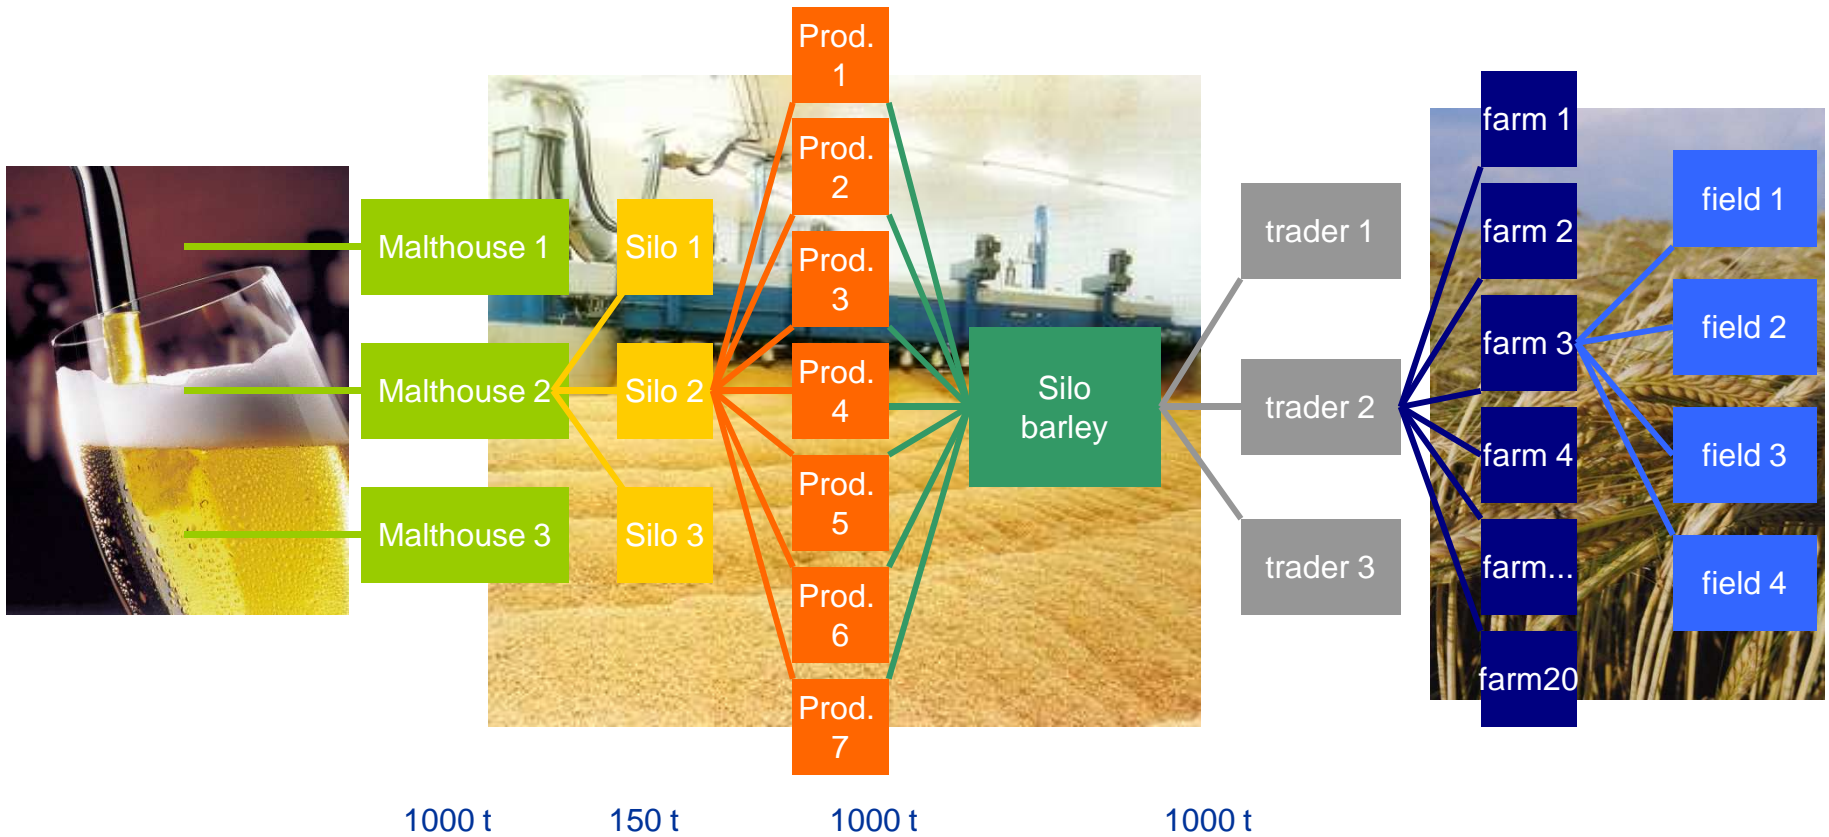 Malthouse 1
Malthouse 2
Malthouse 3
Silo 1
Silo 2
Silo 3
Prod.
1
Prod.
2
Prod.
3
Prod.
4
Prod.
5
Prod.
6
Prod.
7
Silo
barley
trader 1
trader 2
trader 3
farm 1
farm 2
farm 3
farm 4
farm...
farm20
field 1
field 2
field 3
field 4
1000 t
150 t
1000 t
1000 t